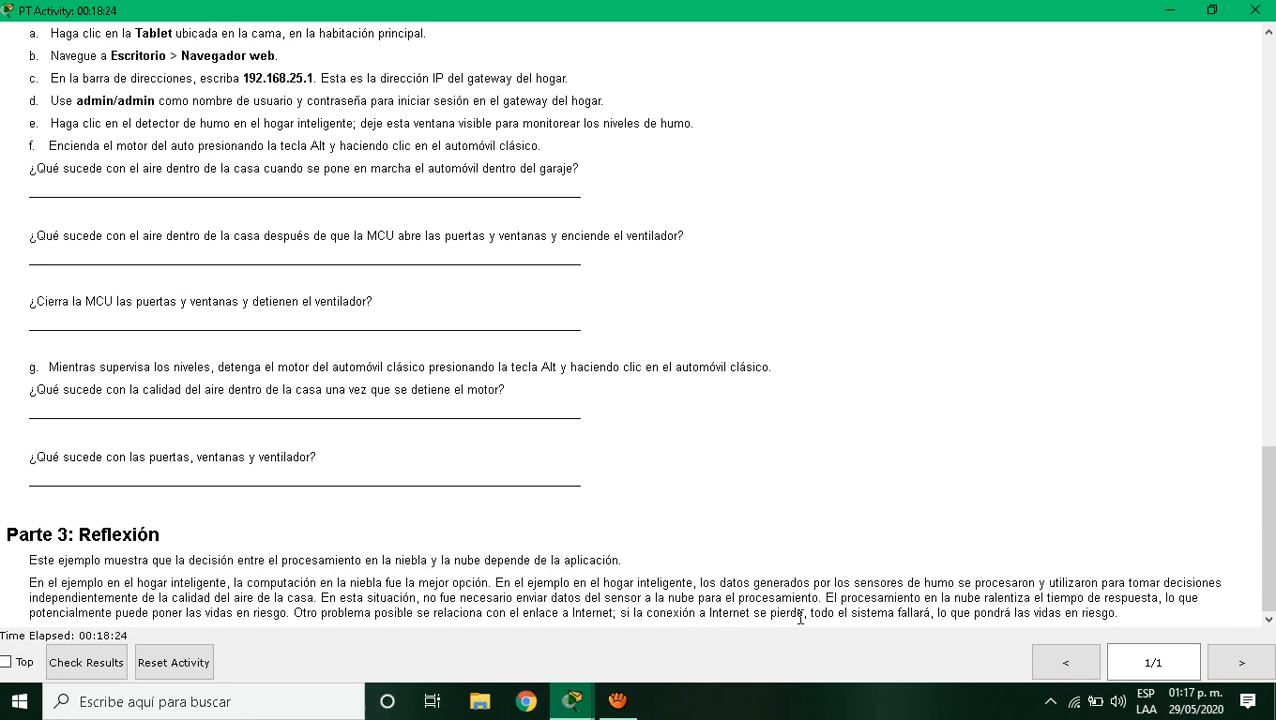 PT Activity: 00:18:24
a. Haga clic en la Tablet ubicada en la cama, en la habitación principal.
b. Navegue a Escritorio > Navegador web.
c. En la barra de direcciones, escriba 192.168.25.1. Esta es la dirección IP del gateway del hogar.
d. Use admin/admin como nombre de usuario y contraseña para iniciar sesión en el gateway del hogar.
e. Haga clic en el detector de humo en el hogar inteligente; deje esta ventana visible para monitorear los niveles de humo.
f. Encienda el motor del auto presionando la tecla Alt y haciendo clic en el automóvil clásico.
¿Qué sucede con el aire dentro de la casa cuando se pone en marcha el automóvil dentro del garaje?
¿Qué sucede con el aire dentro de la casa después de que la MCU abre las puertas y ventanas y enciende el ventilador?
¿Cierra la MCU las puertas y ventanas y detienen el ventilador?
g. Mientras supervisa los niveles, detenga el motor del automóvil clásico presionando la tecla Alt y haciendo clic en el automóvil clásico.
¿Qué sucede con la calidad del aire dentro de la casa una vez que se detiene el motor?
¿Qué sucede con las puertas, ventanas y ventilador?
Parte 3: Reflexión
Este ejemplo muestra que la decisión entre el procesamiento en la niebla y la nube depende de la aplicación.
En el ejemplo en el hogar inteligente, la computación en la niebla fue la mejor opción. En el ejemplo en el hogar inteligente, los datos generados por los sensores de humo se procesaron y utilizaron para tomar decisiones
independientemente de la calidad del aire de la casa. En esta situación, no fue necesario enviar datos del sensor a la nube para el procesamiento. El procesamiento en la nube ralentiza el tiempo de respuesta, lo que
potencialmente puede poner las vidas en riesgo. Otro problema posible se relaciona con el enlace a Internet; si la conexión a Internet se pierde, todo el sistema fallará, lo que pondrá las vidas en riesgo.
Time Elapsed: 00:18:24
Top Check Results Reset Activity < 1/1 >
Escribe aquí para buscar
ESP 01:17 p. m.
LAA 29/05/2020